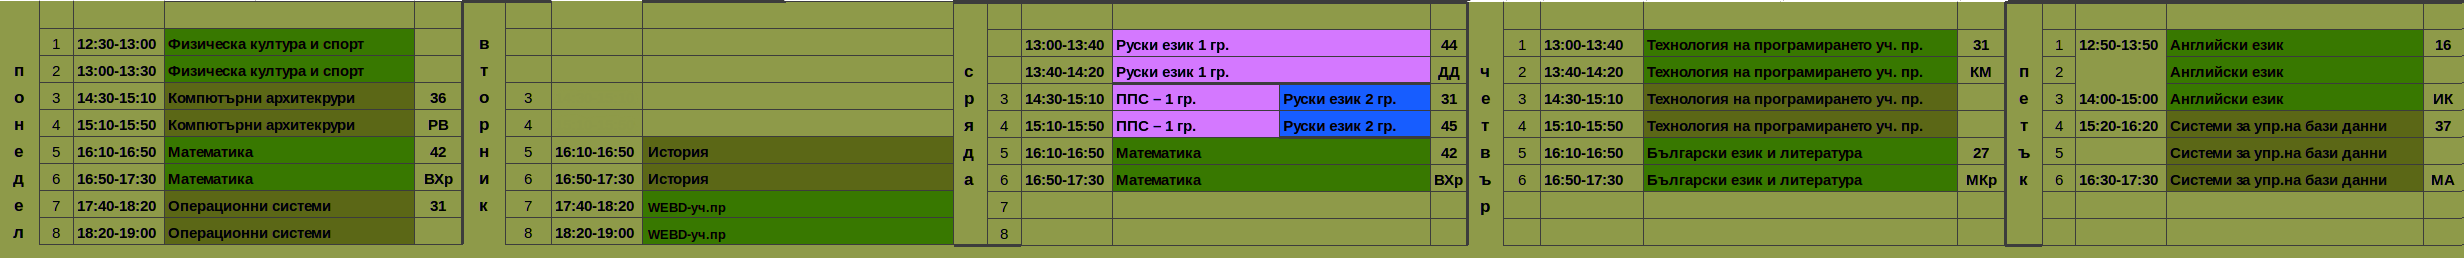 понедел
1 12:30-13:00 Физическа култура и спорт
2 13:00-13:30 Физическа култура и спорт
3 14:30-15:10 Компютърни архитекрури 36
4 15:10-15:50 Компютърни архитекрури РВ
5 16:10-16:50 Математика 42
6 16:50-17:30 Математика ВХр
7 17:40-18:20 Операционни системи 31
8 18:20-19:00 Операционни системи
вторник
3
4
5 16:10-16:50 История
6 16:50-17:30 История
7 17:40-18:20 WEBD-уч.пр
8 18:20-19:00 WEBD-уч.пр
сряда
13:00-13:40 Руски език 1 гр. 44
13:40-14:20 Руски език 1 гр. ДД
3 14:30-15:10 ППС – 1 гр. Руски език 2 гр. 31
4 15:10-15:50 ППС – 1 гр. Руски език 2 гр. 45
5 16:10-16:50 Математика 42
6 16:50-17:30 Математика ВХр
7
8
четвър
1 13:00-13:40 Технология на програмирането уч. пр. 31
2 13:40-14:20 Технология на програмирането уч. пр. КМ
3 14:30-15:10 Технология на програмирането уч. пр.
4 15:10-15:50 Технология на програмирането уч. пр.
5 16:10-16:50 Български език и литература 27
6 16:50-17:30 Български език и литература МКр
петък
1 12:50-13:50 Английски език 16
2 Английски език
3 14:00-15:00 Английски език ИК
4 15:20-16:20 Системи за упр.на бази данни 37
5 Системи за упр.на бази данни
6 16:30-17:30 Системи за упр.на бази данни МА